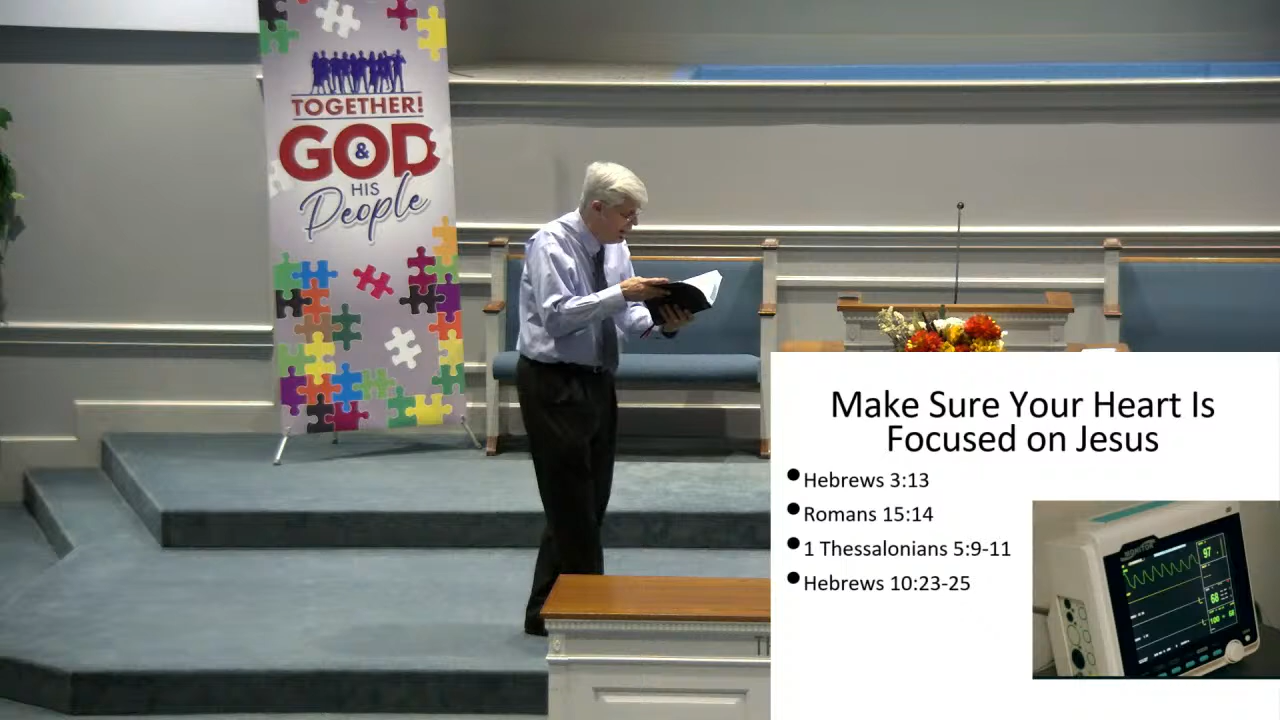 TOGETHER!
GOD
&
HIS
People
Make Sure Your Heart Is
Focused on Jesus
Hebrews 3:13
Romans 15:14
1 Thessalonians 5:9-11
Hebrews 10:23-25
MONITOR
97
68